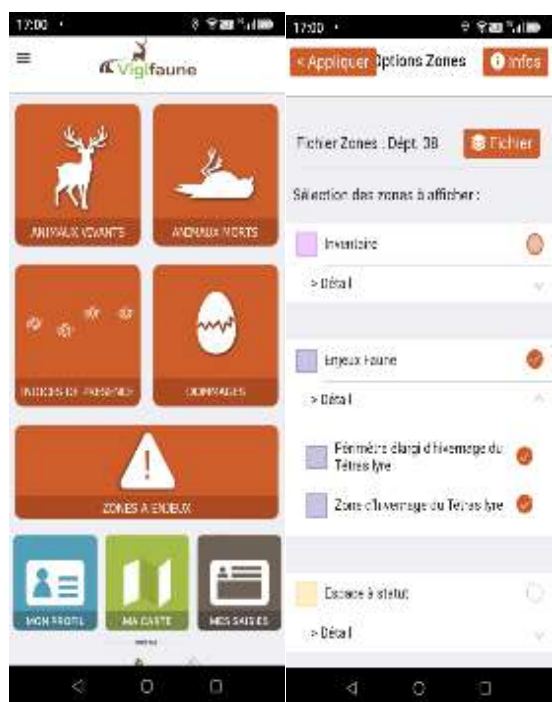 17:00
Vigifaune
ANIMAUX VIVANTS
ANIMAUX MORTS
INDICES DE PRESENCE
DOMMAGES
ZONES A ENJEUX
MON PROFIL
MA CARTE
MES SAISIES
17:00
< Appliquer
Options Zones
Infos
Fichier Zones : Dépt. 38
Fichier
Sélection des zones à afficher :
Inventaire
> Détail
Enjeux Faune
> Détail
Périmètre élargi d'hivernage du
Tétras lyre
Zone d'hivernage du Tétras lyre
Espace à statut
> Détail